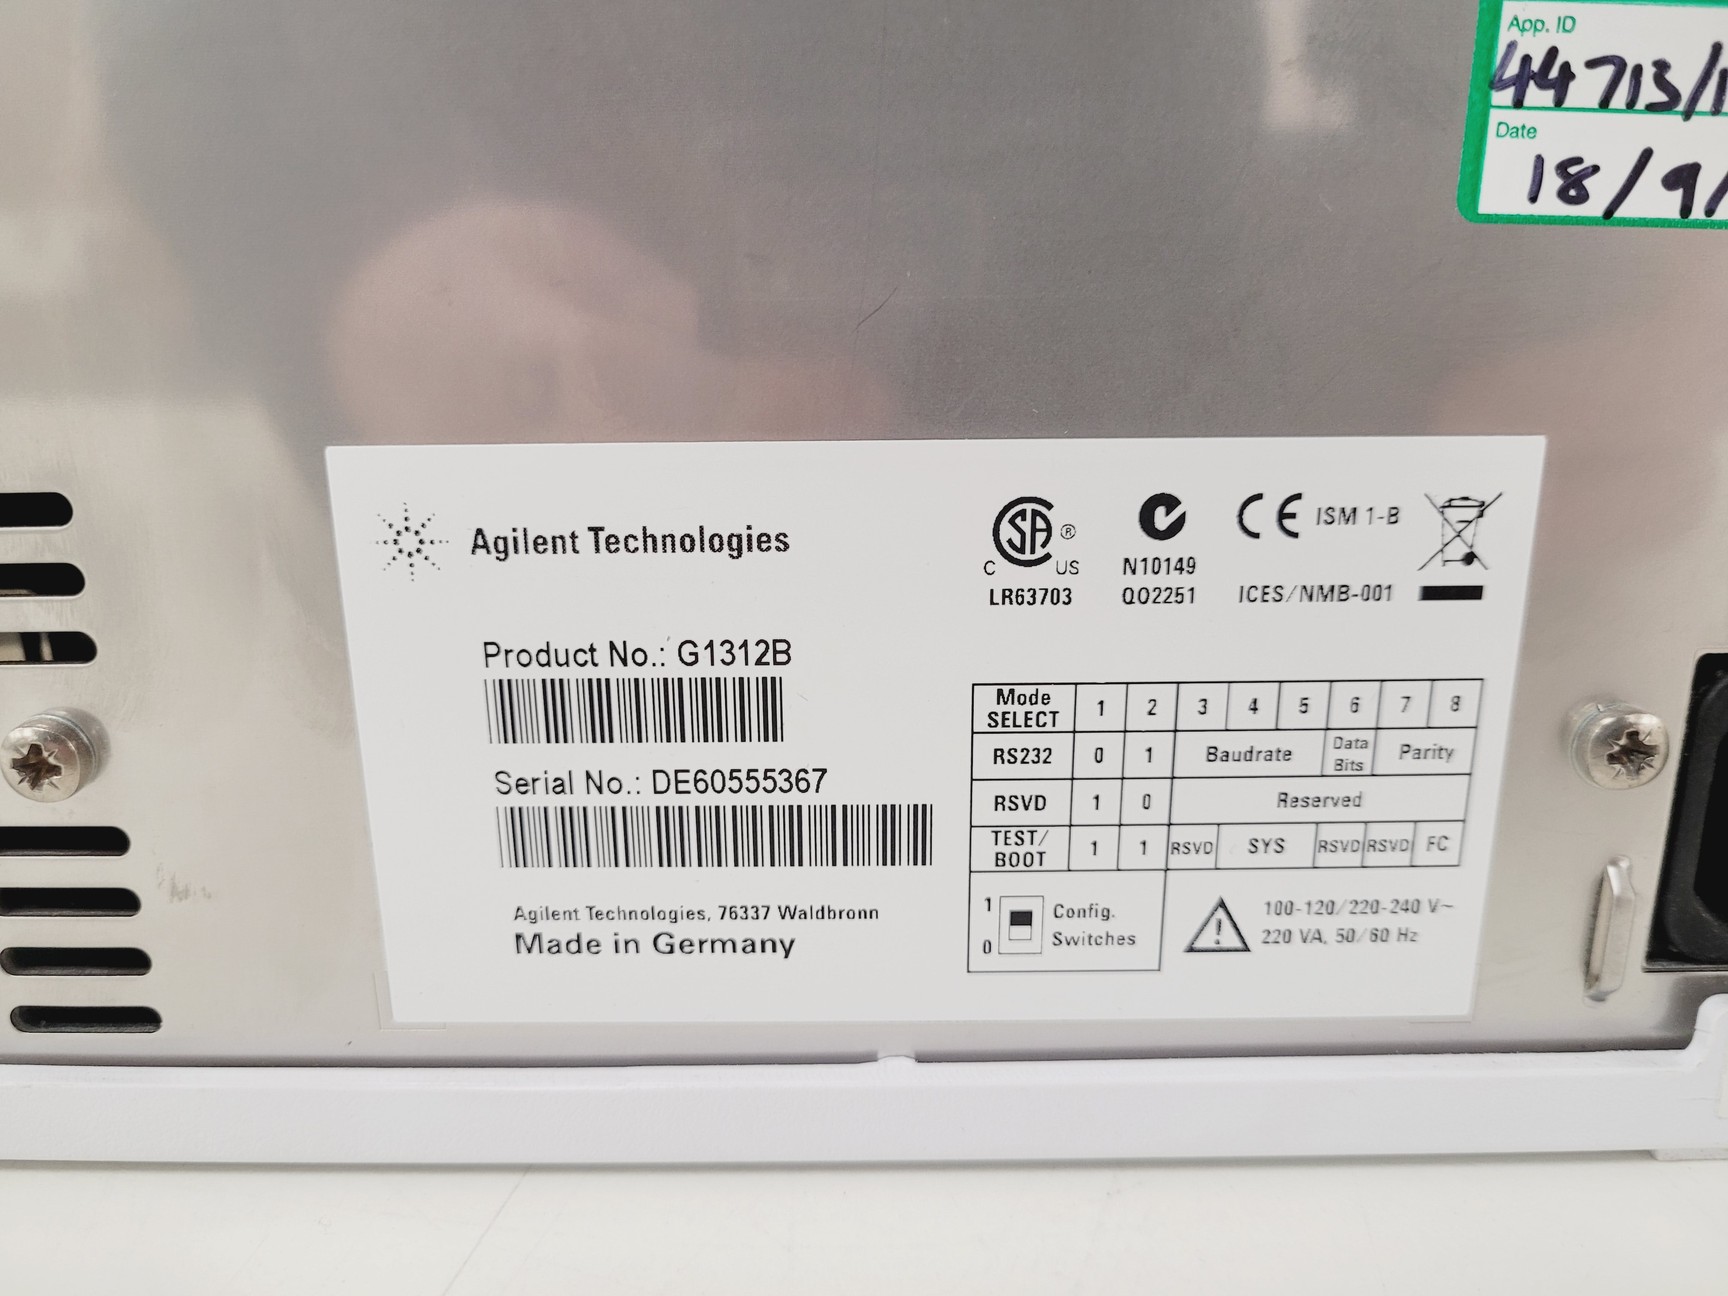 App. ID
44713/1
Date
18/9/
Agilent Technologies
C SA ® US
LR63703
N10149
Q02251
CE ISM 1-B
ICES/NMB-001
Product No.: G1312B
Serial No.: DE60555367
Agilent Technologies, 76337 Waldbronn
Made in Germany
Mode SELECT 1 2 3 4 5 6 7 8
RS232 0 1 Baudrate Data Bits Parity
RSVD 1 0 Reserved
TEST/ BOOT 1 1 RSVD SYS RSVD RSVD FC
1
0
Config.
Switches
100-120/220-240 V~
220 VA, 50/60 Hz